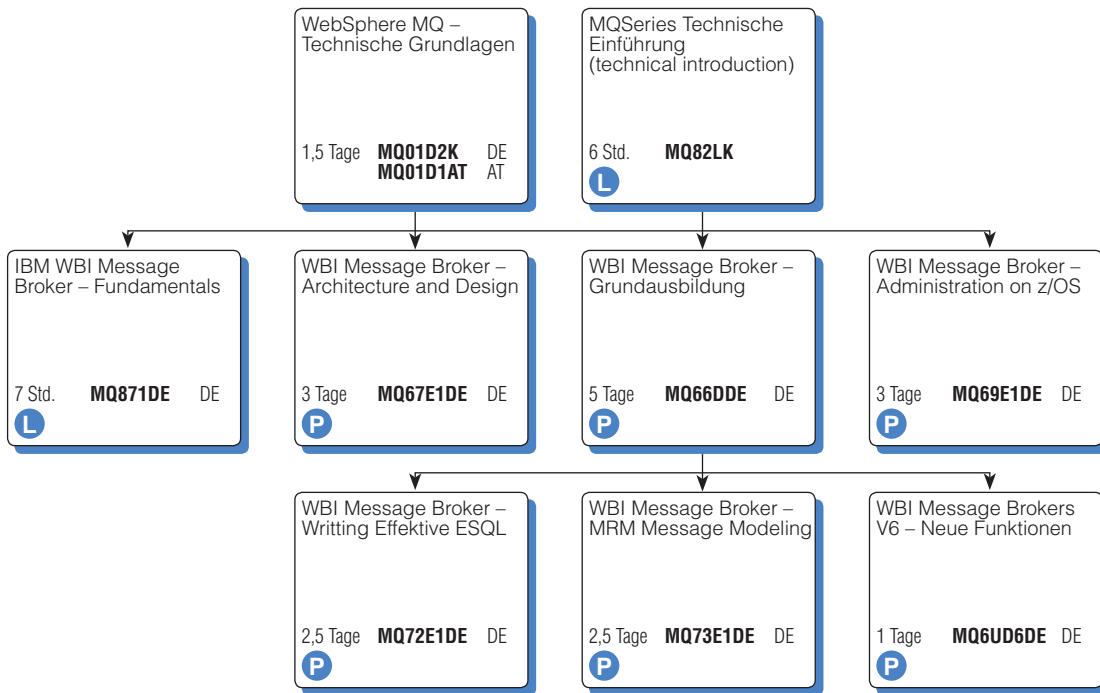 WebSphere MQ –
Technische Grundlagen
1,5 Tage MQ01D2K DE
MQ01D1AT AT
MQSeries Technische
Einführung
(technical introduction)
6 Std. MQ82LK
L
IBM WBI Message
Broker – Fundamentals
7 Std. MQ871DE DE
L
WBI Message Broker –
Architecture and Design
3 Tage MQ67E1DE DE
P
WBI Message Broker –
Grundausbildung
5 Tage MQ66DDE DE
P
WBI Message Broker –
Administration on z/OS
3 Tage MQ69E1DE DE
P
WBI Message Broker –
Writting Effektive ESQL
2,5 Tage MQ72E1DE DE
P
WBI Message Broker –
MRM Message Modeling
2,5 Tage MQ73E1DE DE
P
WBI Message Brokers
V6 – Neue Funktionen
1 Tage MQ6UD6DE DE
P